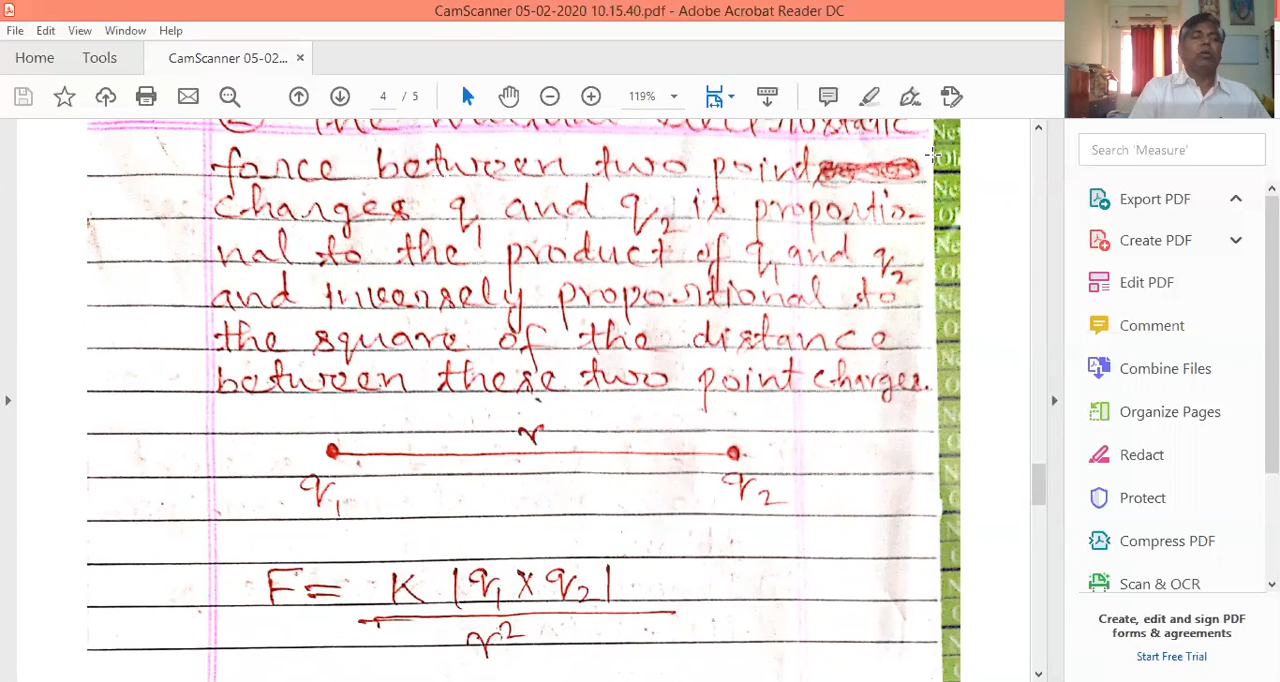 CamScanner 05-02-2020 10.15.40.pdf - Adobe Acrobat Reader DC
File Edit View Window Help
Home Tools CamScanner 05-02... ×
4 / 5 119%
Search 'Measure'
Export PDF
Create PDF
Edit PDF
Comment
Combine Files
Organize Pages
Redact
Protect
Compress PDF
Scan & OCR
Create, edit and sign PDF
forms & agreements
Start Free Trial
The mutual electrostatic
force between two point
charges q1 and q2 is proportio-
nal to the product of q1 and q2
and inversely proportional to
the square of the distance
between these two point charges.
r
q1 q2
F = K |q1 × q2|
r2